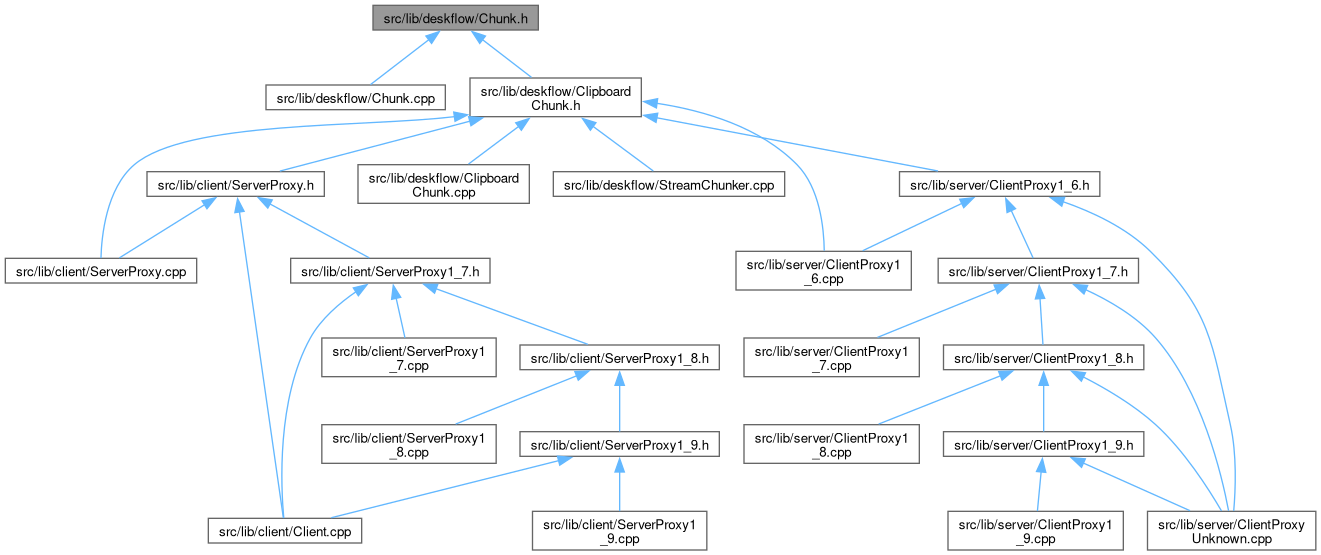 src/lib/deskflow/Chunk.h
src/lib/deskflow/Chunk.cpp
src/lib/deskflow/Clipboard
Chunk.h
src/lib/client/ServerProxy.h
src/lib/deskflow/Clipboard
Chunk.cpp
src/lib/deskflow/StreamChunker.cpp
src/lib/server/ClientProxy1_6.h
src/lib/client/ServerProxy.cpp
src/lib/client/ServerProxy1_7.h
src/lib/server/ClientProxy1
_6.cpp
src/lib/server/ClientProxy1_7.h
src/lib/client/ServerProxy1
_7.cpp
src/lib/client/ServerProxy1_8.h
src/lib/server/ClientProxy1
_7.cpp
src/lib/server/ClientProxy1_8.h
src/lib/client/ServerProxy1
_8.cpp
src/lib/client/ServerProxy1_9.h
src/lib/server/ClientProxy1
_8.cpp
src/lib/server/ClientProxy1_9.h
src/lib/client/Client.cpp
src/lib/client/ServerProxy1
_9.cpp
src/lib/server/ClientProxy1
_9.cpp
src/lib/server/ClientProxy
Unknown.cpp